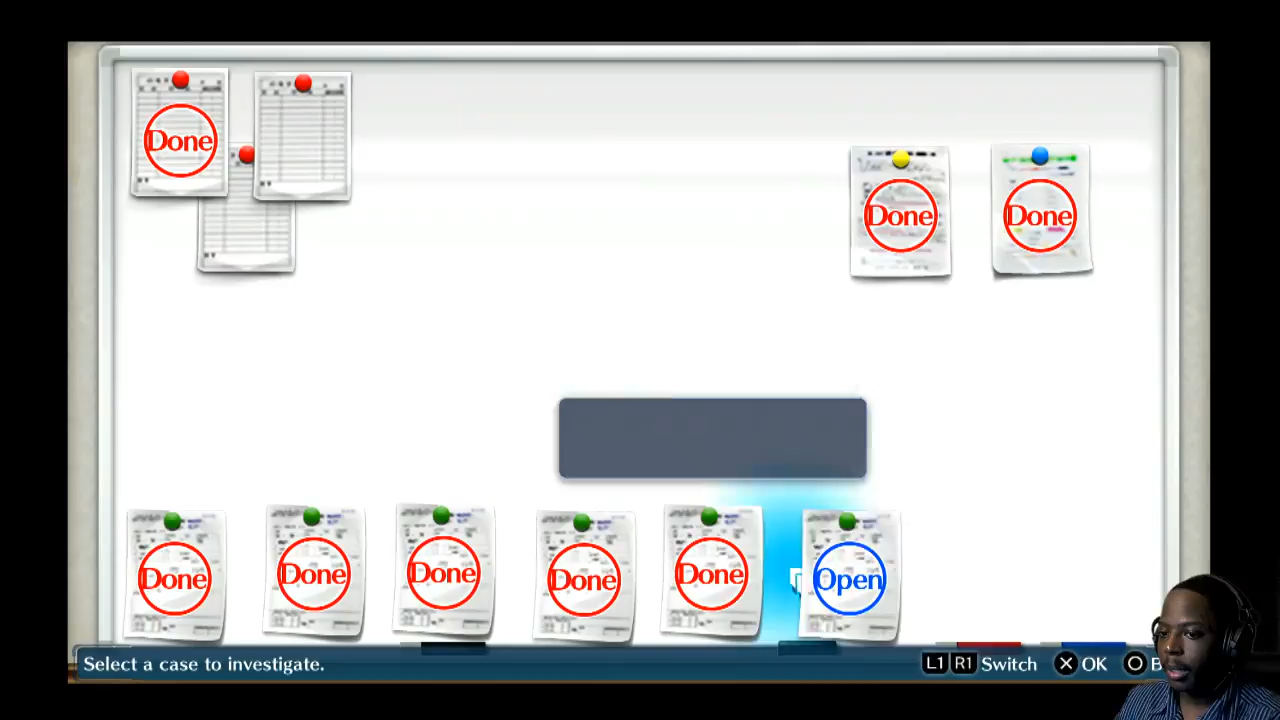 Done
Done
Done
Done
Done
Done
Done
Done
Open
Select a case to investigate.
L1 R1 Switch X OK O B